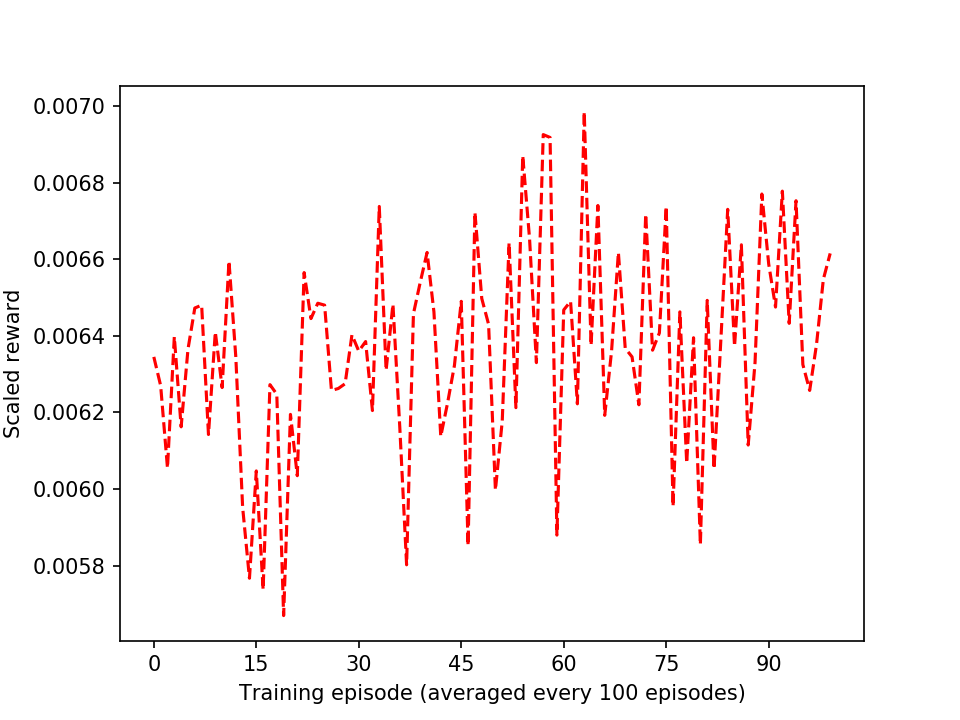 0.0070
0.0068
0.0066
0.0064
0.0062
0.0060
0.0058
Scaled reward
0 15 30 45 60 75 90
Training episode (averaged every 100 episodes)